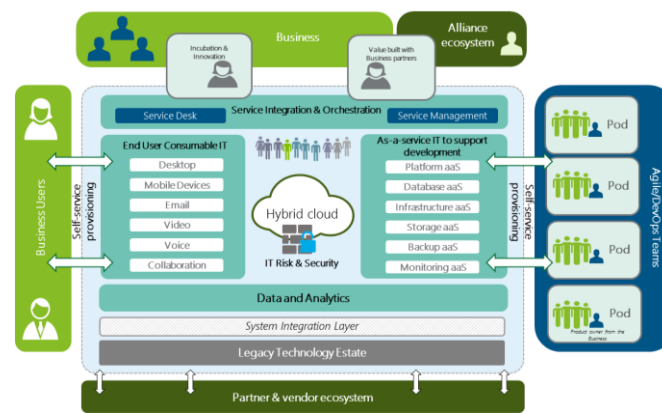 Business
Alliance
ecosystem
Incubation &
Innovation
Value built with
Business partners
Service Integration & Orchestration
Service Desk
Service Management
Business Users
Self-service
provisioning
End User Consumable IT
Desktop
Mobile Devices
Email
Video
Voice
Collaboration
Hybrid cloud
IT Risk & Security
As-a-service IT to support
development
Platform aaS
Database aaS
Infrastructure aaS
Storage aaS
Backup aaS
Monitoring aaS
Self-service
provisioning
Pod
Pod
Pod
Pod
Product owner from the
Business
Agile/DevOps Teams
Data and Analytics
System Integration Layer
Legacy Technology Estate
Partner & vendor ecosystem